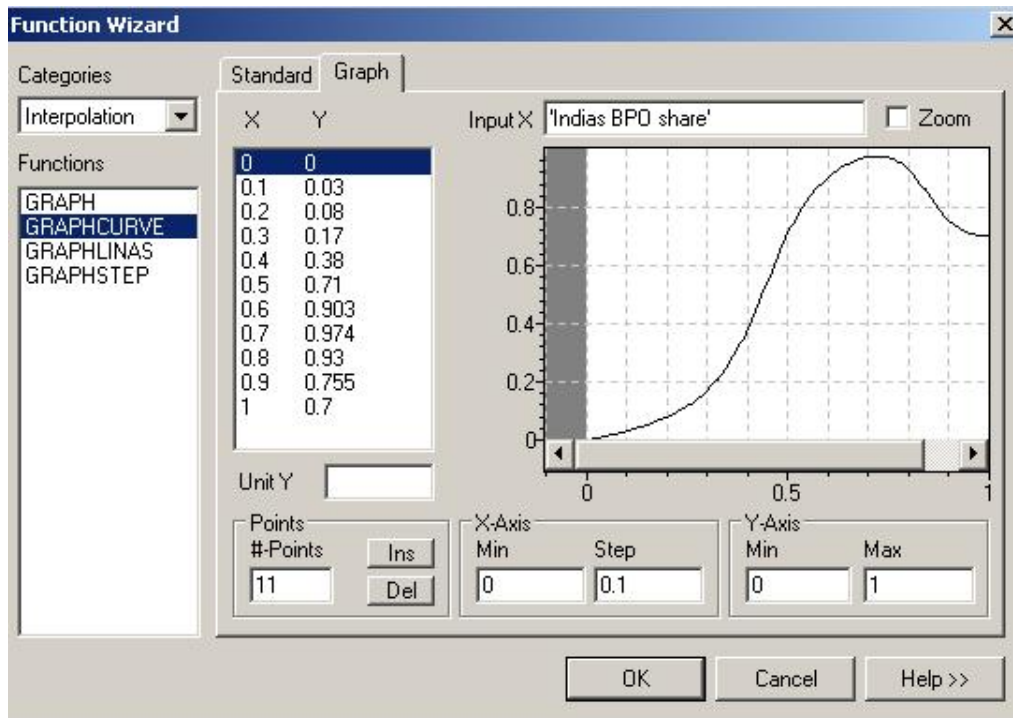 Function Wizard
Categories
Interpolation
Functions
GRAPH
GRAPHCURVE
GRAPHLINAS
GRAPHSTEP
Standard
Graph
X Y
0 0
0.1 0.03
0.2 0.08
0.3 0.17
0.4 0.38
0.5 0.71
0.6 0.903
0.7 0.974
0.8 0.93
0.9 0.755
1 0.7
Unit Y
Input X 'Indias BPO share'
Zoom
0.8
0.6
0.4
0.2
0
0 0.5 1
Points
#-Points
11
Ins
Del
X-Axis
Min Step
0 0.1
Y-Axis
Min Max
0 1
OK
Cancel
Help >>